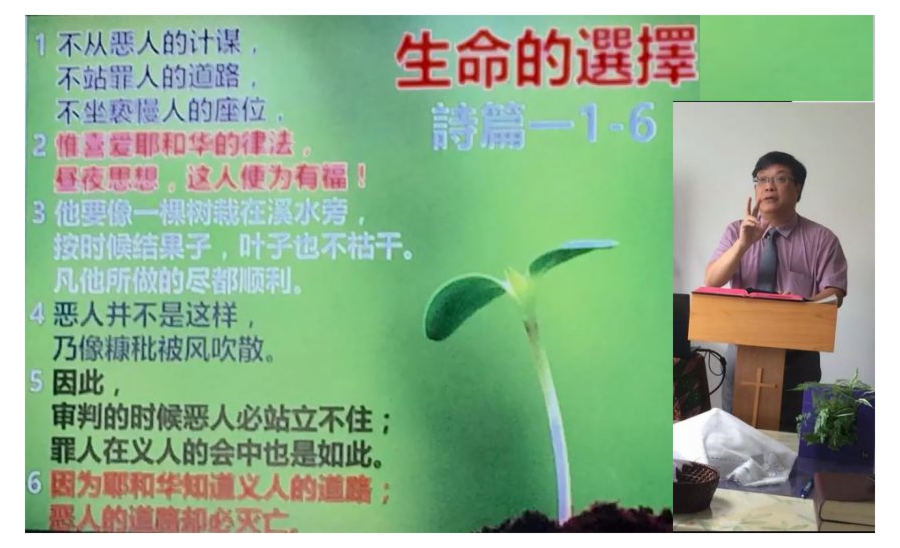 生命的選擇
詩篇一1-6
1 不从恶人的计谋，
不站罪人的道路，
不坐亵慢人的座位，
2 惟喜爱耶和华的律法，
昼夜思想，这人便为有福！
3 他要像一棵树栽在溪水旁，
按时候结果子，叶子也不枯干。
凡他所做的尽都顺利。
4 恶人并不是这样，
乃像糠秕被风吹散。
5 因此，
审判的时候恶人必站立不住；
罪人在义人的会中也是如此。
6 因为耶和华知道义人的道路；
恶人的道路却必灭亡。